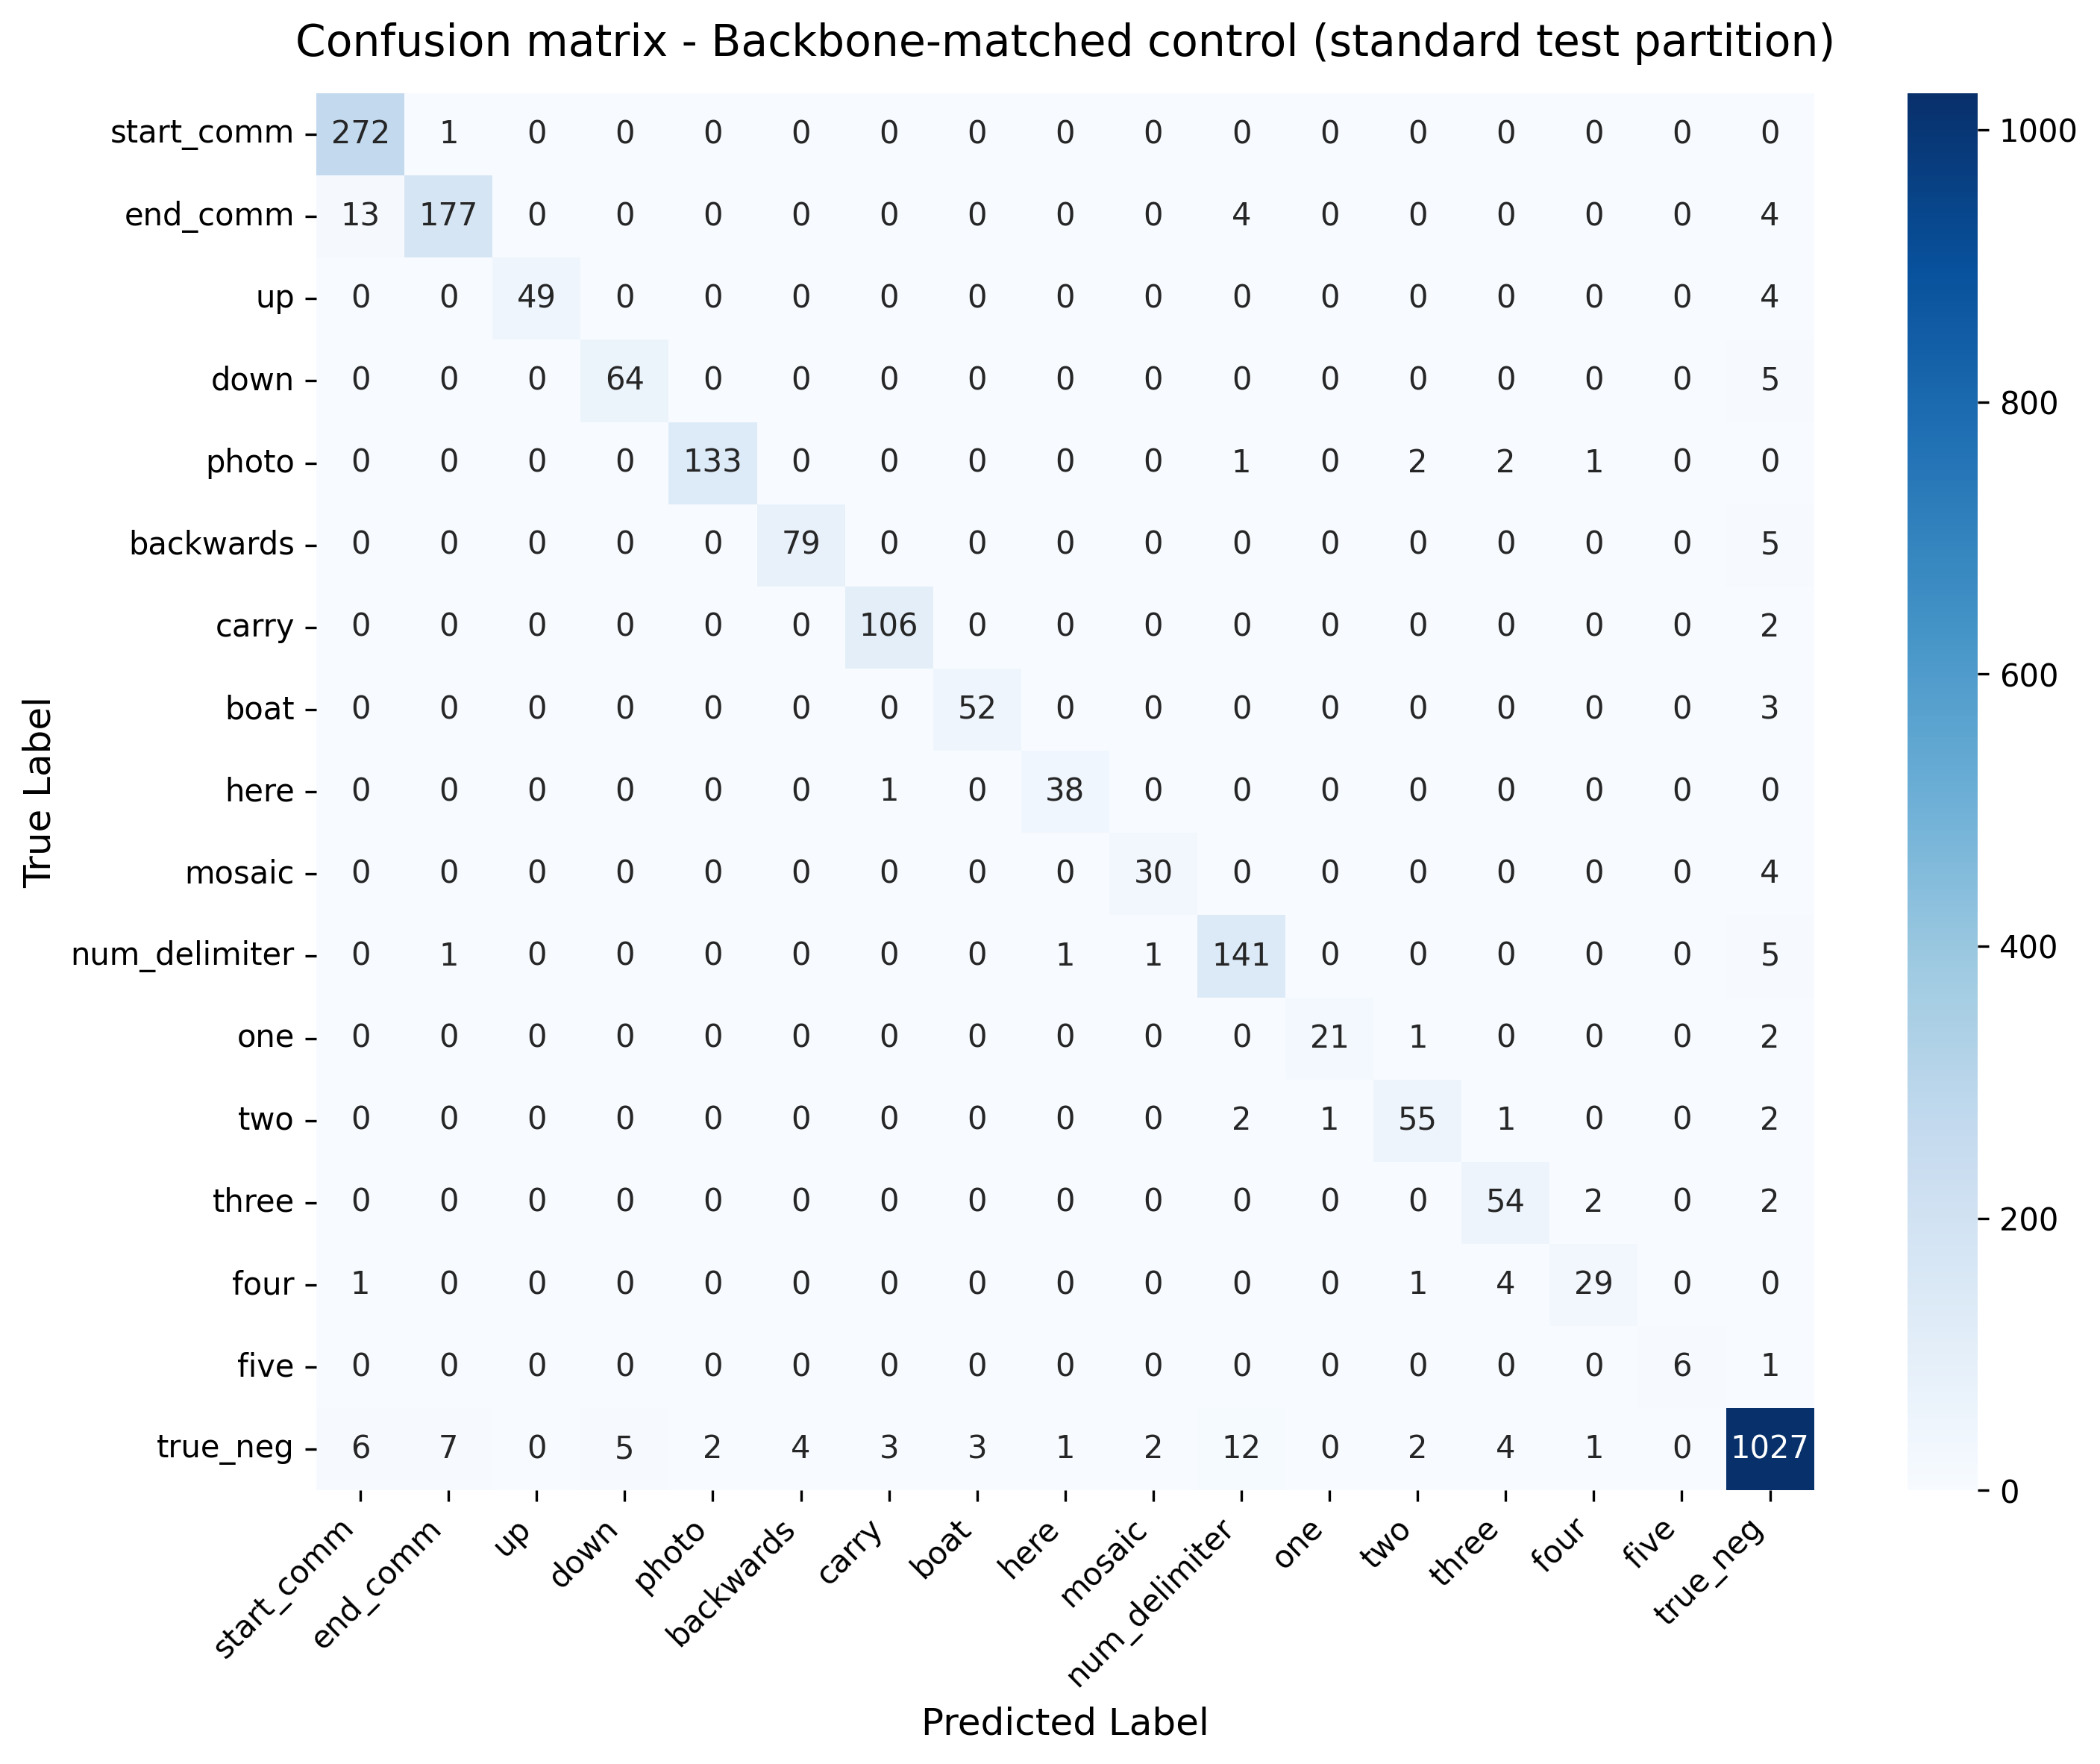 Confusion matrix - Backbone-matched control (standard test partition)
True Label
start_comm 272 1 0 0 0 0 0 0 0 0 0 0 0 0 0 0 0
end_comm 13 177 0 0 0 0 0 0 0 0 4 0 0 0 0 0 4
up 0 0 49 0 0 0 0 0 0 0 0 0 0 0 0 0 4
down 0 0 0 64 0 0 0 0 0 0 0 0 0 0 0 0 5
photo 0 0 0 0 133 0 0 0 0 0 1 0 2 2 1 0 0
backwards 0 0 0 0 0 79 0 0 0 0 0 0 0 0 0 0 5
carry 0 0 0 0 0 0 106 0 0 0 0 0 0 0 0 0 2
boat 0 0 0 0 0 0 0 52 0 0 0 0 0 0 0 0 3
here 0 0 0 0 0 0 1 0 38 0 0 0 0 0 0 0 0
mosaic 0 0 0 0 0 0 0 0 0 30 0 0 0 0 0 0 4
num_delimiter 0 1 0 0 0 0 0 0 1 1 141 0 0 0 0 0 5
one 0 0 0 0 0 0 0 0 0 0 0 21 1 0 0 0 2
two 0 0 0 0 0 0 0 0 0 0 2 1 55 1 0 0 2
three 0 0 0 0 0 0 0 0 0 0 0 0 0 54 2 0 2
four 1 0 0 0 0 0 0 0 0 0 0 0 1 4 29 0 0
five 0 0 0 0 0 0 0 0 0 0 0 0 0 0 0 6 1
true_neg 6 7 0 5 2 4 3 3 1 2 12 0 2 4 1 0 1027
start_comm end_comm up down photo backwards carry boat here mosaic num_delimiter one two three four five true_neg
Predicted Label
1000
800
600
400
200
0